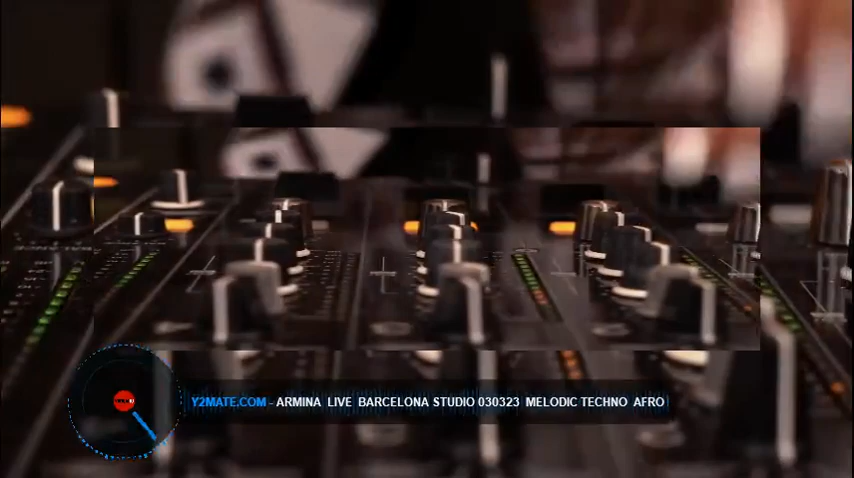 Y2MATE.COM - ARMINA LIVE BARCELONA STUDIO 030323 MELODIC TECHNO AFRO